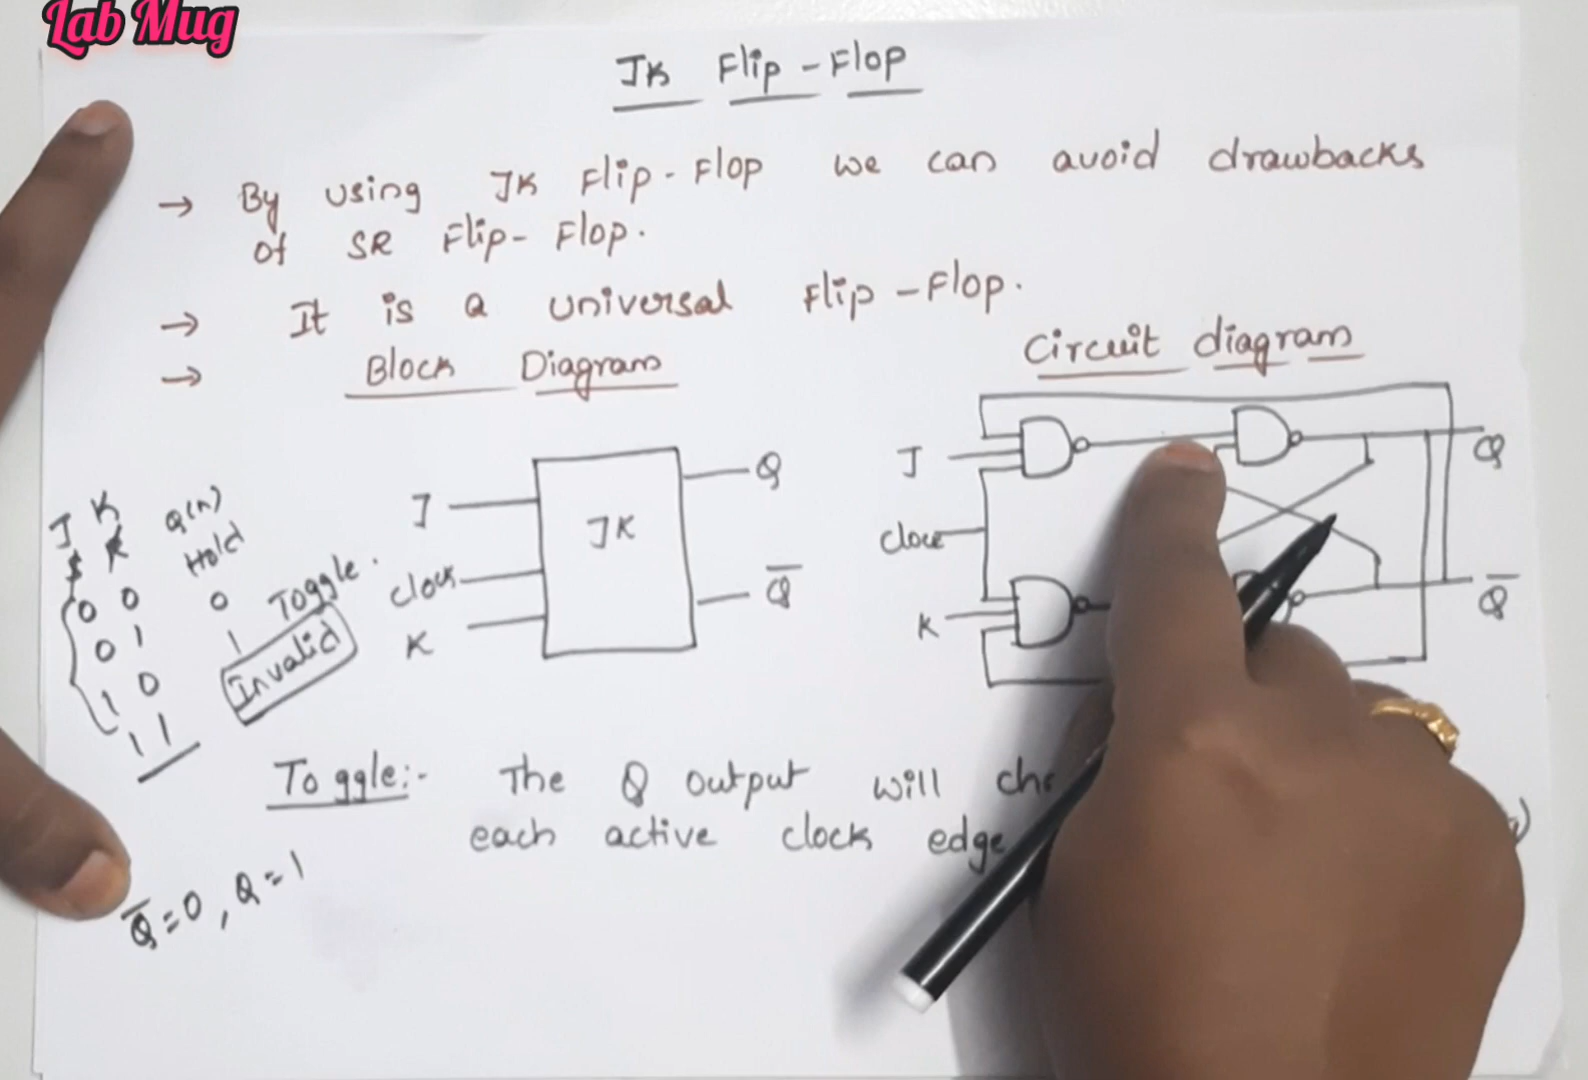 Lab Mug
JK Flip-Flop
→ By using JK Flip-Flop we can avoid drawbacks
of SR Flip-Flop.
→ It is a universal Flip-Flop.
→ Block Diagram
Circuit diagram
J K Q(n)
Hold
0 0 0 Toggle.
0 1 1
1 0 Invalid
1 1
J
clock
K
JK
Q
Q̅
J
clock
K
Q
Q̅
Toggle:- The Q output will
each active clock edge
Q̅=0, Q=1